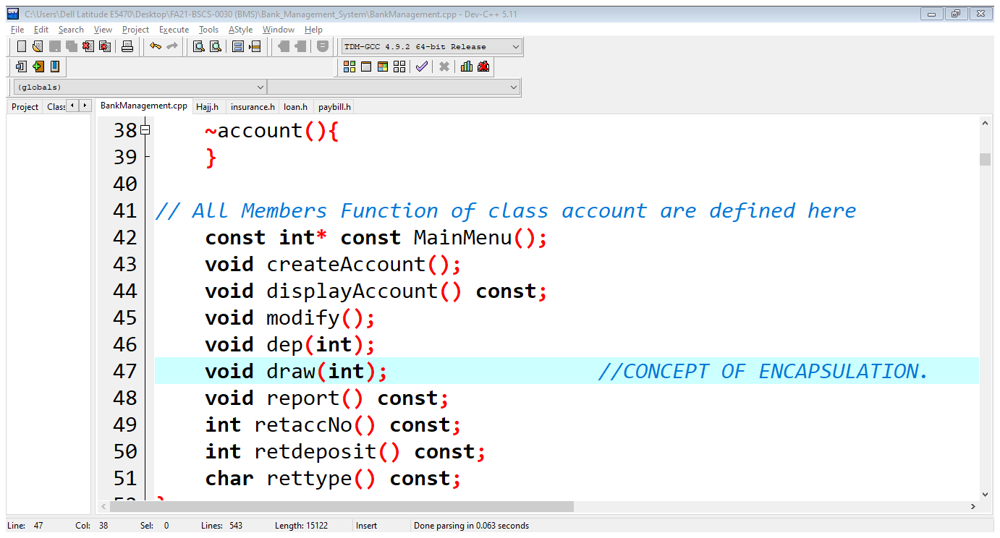 DEV C:\Users\Dell Latitude E5470\Desktop\FA21-BSCS-0030 (BMS)\Bank_Management_System\BankManagement.cpp - Dev-C++ 5.11
File Edit Search View Project Execute Tools AStyle Window Help
TDM-GCC 4.9.2 64-bit Release
(globals)
Project Class BankManagement.cpp Hajj.h insurance.h loan.h paybill.h
38 ~account(){
39 }
40
41 // All Members Function of class account are defined here
42 const int* const MainMenu();
43 void createAccount();
44 void displayAccount() const;
45 void modify();
46 void dep(int);
47 void draw(int); //CONCEPT OF ENCAPSULATION.
48 void report() const;
49 int retaccNo() const;
50 int retdeposit() const;
51 char rettype() const;
Line: 47 Col: 38 Sel: 0 Lines: 543 Length: 15122 Insert Done parsing in 0.063 seconds